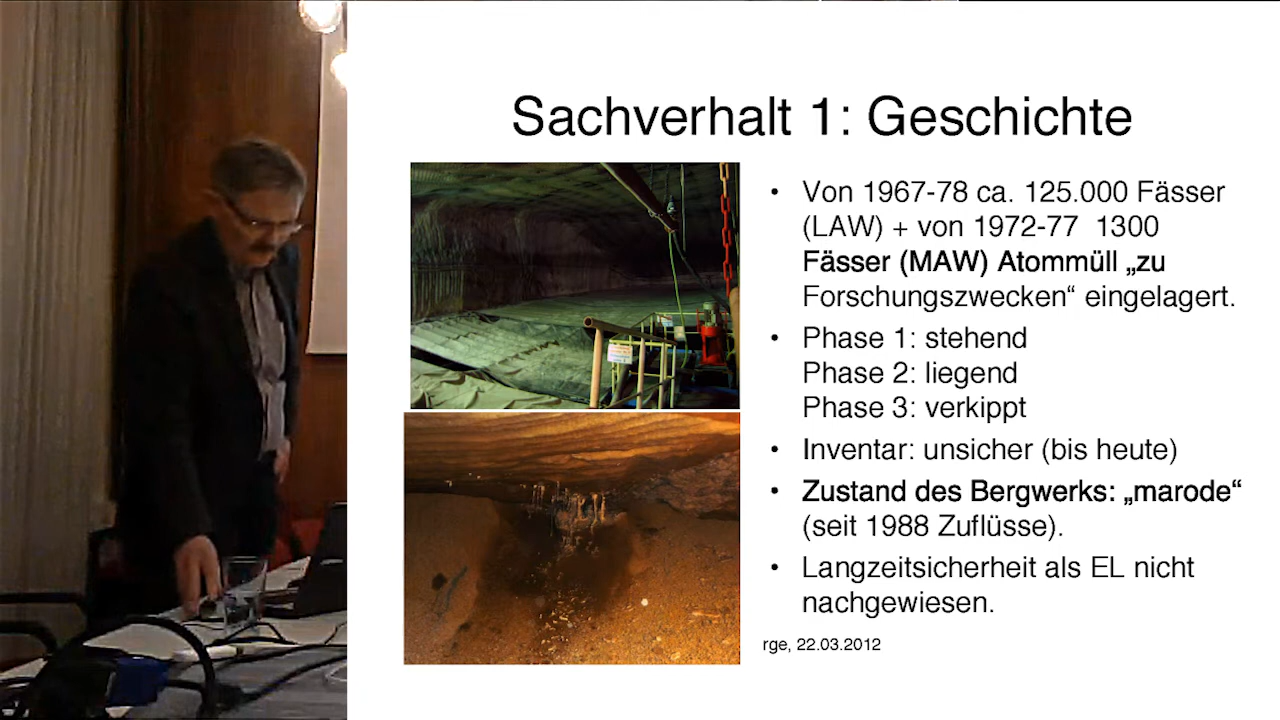 Sachverhalt 1: Geschichte
• Von 1967-78 ca. 125.000 Fässer
(LAW) + von 1972-77 1300
Fässer (MAW) Atommüll „zu
Forschungszwecken“ eingelagert.
• Phase 1: stehend
Phase 2: liegend
Phase 3: verkippt
• Inventar: unsicher (bis heute)
• Zustand des Bergwerks: „marode“
(seit 1988 Zuflüsse).
• Langzeitsicherheit als EL nicht
nachgewiesen.
rge, 22.03.2012